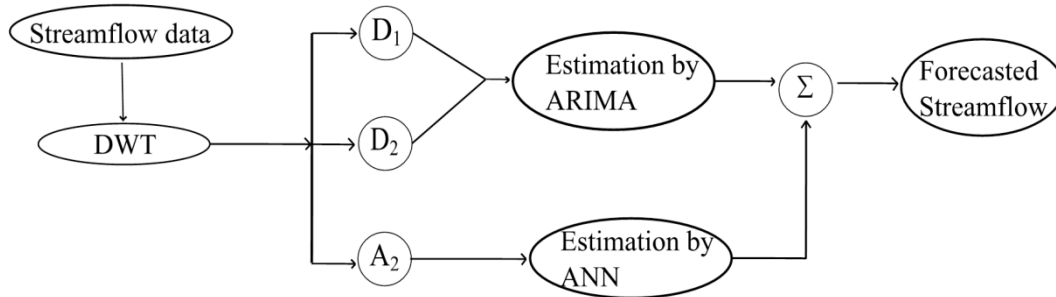 Streamflow data
DWT
D₁
D₂
A₂
Estimation by
ARIMA
Estimation by
ANN
Σ
Forecasted
Streamflow